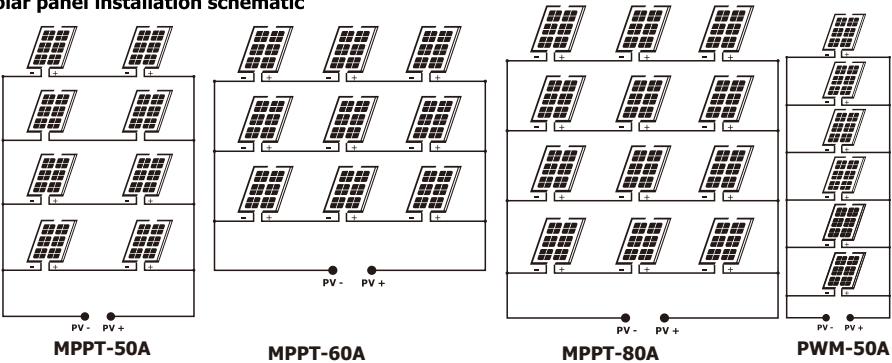 olar panel installation schematic
PV - PV +
MPPT-50A
PV - PV +
MPPT-60A
PV - PV +
MPPT-80A
PV - PV +
PWM-50A